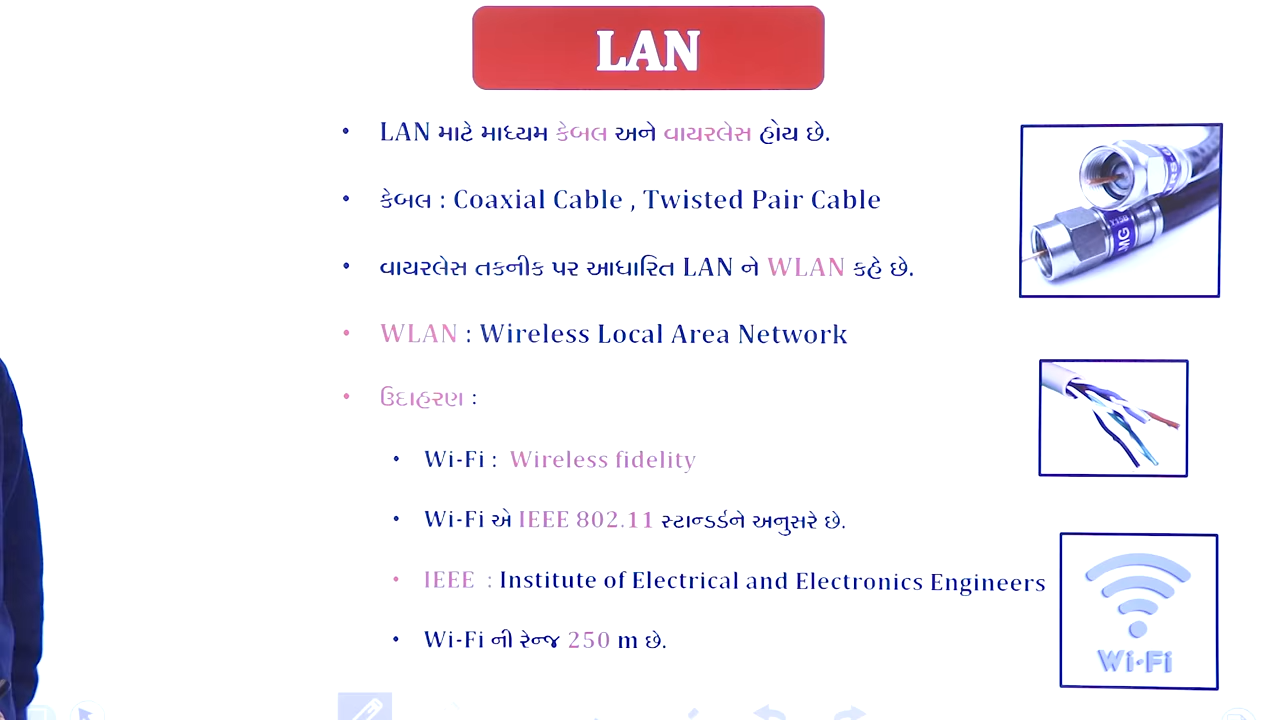 LAN
• LAN માટે માધ્યમ કેબલ અને વાયરલેસ હોય છે.
• કેબલ : Coaxial Cable , Twisted Pair Cable
• વાયરલેસ તકનીક પર આધારિત LAN ને WLAN કહે છે.
• WLAN : Wireless Local Area Network
• ઉદાહરણ :
• Wi-Fi : Wireless fidelity
• Wi-Fi એ IEEE 802.11 સ્ટાન્ડર્ડને અનુસરે છે.
• IEEE : Institute of Electrical and Electronics Engineers
• Wi-Fi ની રેન્જ 250 m છે.
Wi-Fi